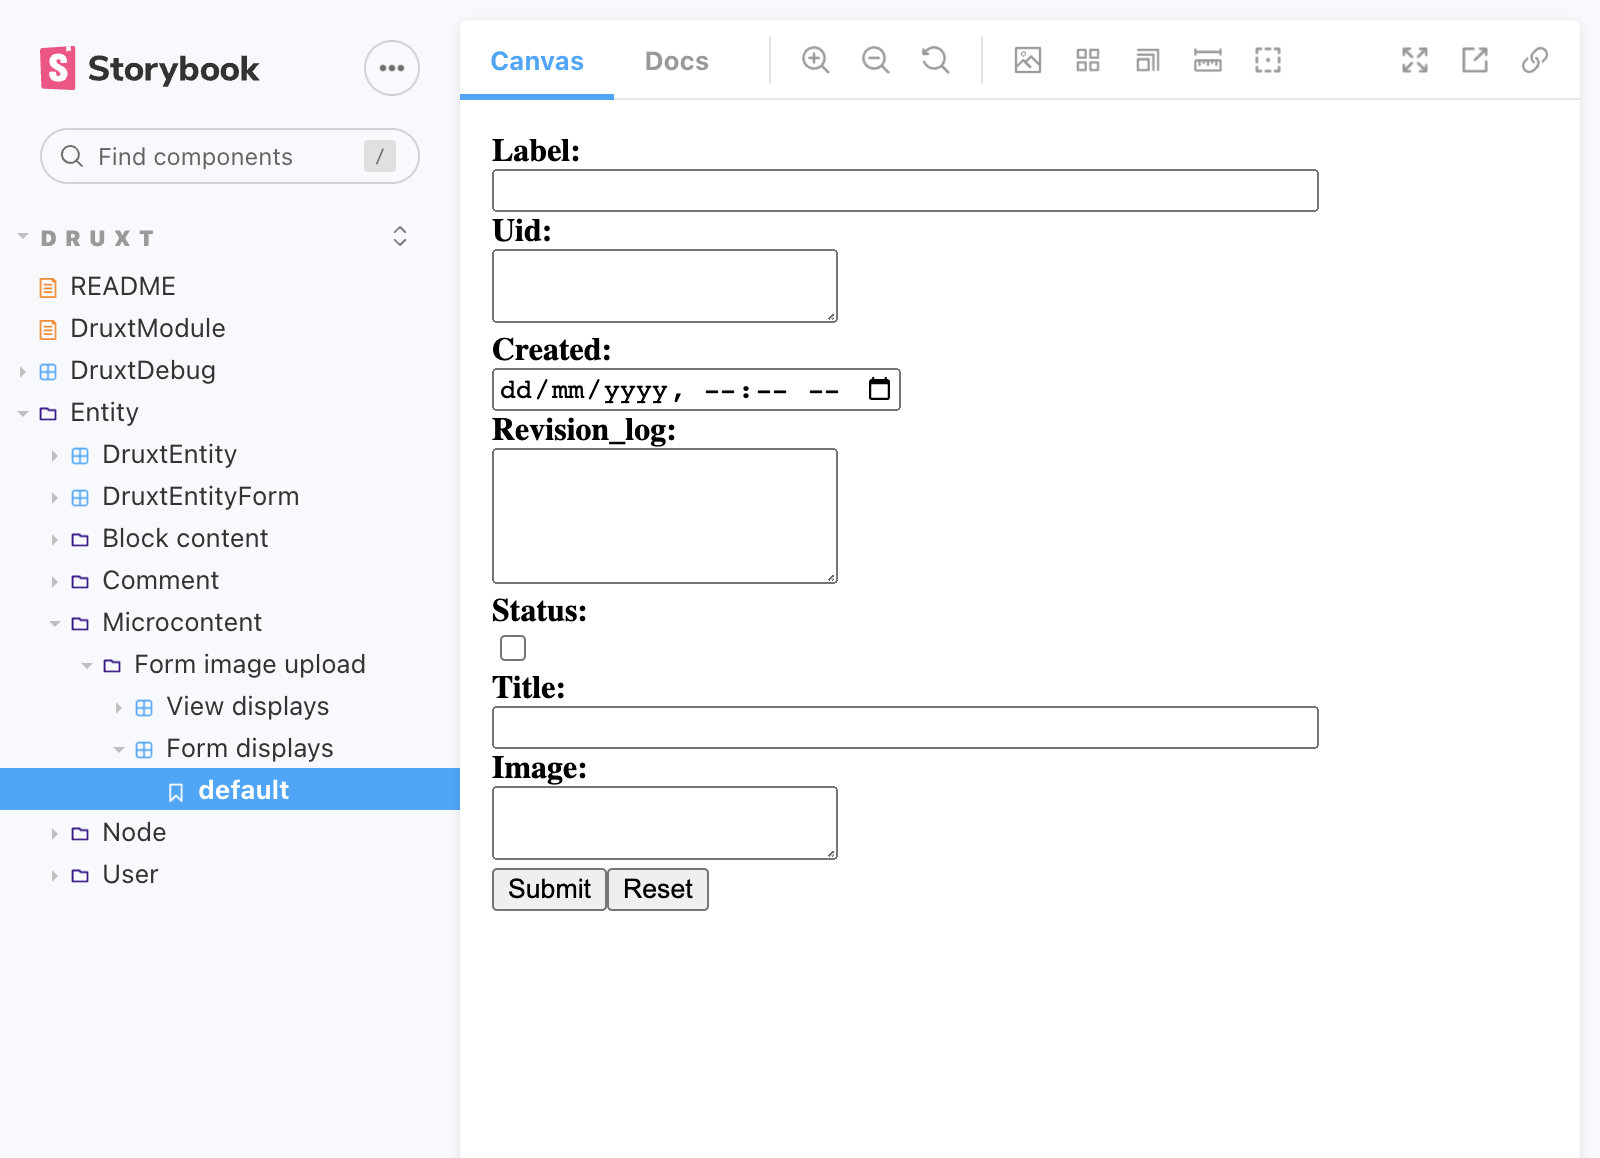 Storybook
Find components
/
DRUXT
README
DruxtModule
DruxtDebug
Entity
DruxtEntity
DruxtEntityForm
Block content
Comment
Microcontent
Form image upload
View displays
Form displays
default
Node
User
Canvas Docs
Label:
Uid:
Created:
dd/mm/yyyy, --:-- --
Revision_log:
Status:
Title:
Image:
Submit Reset